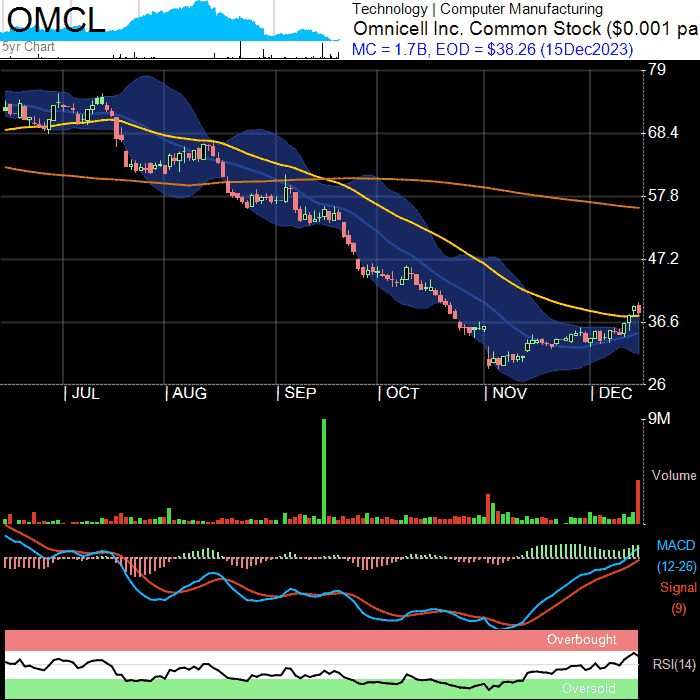 OMCL
5yr Chart
Technology | Computer Manufacturing
Omnicell Inc. Common Stock ($0.001 pa
MC = 1.7B, EOD = $38.26 (15Dec2023)
79
68.4
57.8
47.2
36.6
26
| JUL | AUG | SEP | OCT | NOV | DEC
9M
Volume
MACD
(12-26)
Signal
(9)
Overbought
RSI(14)
Oversold